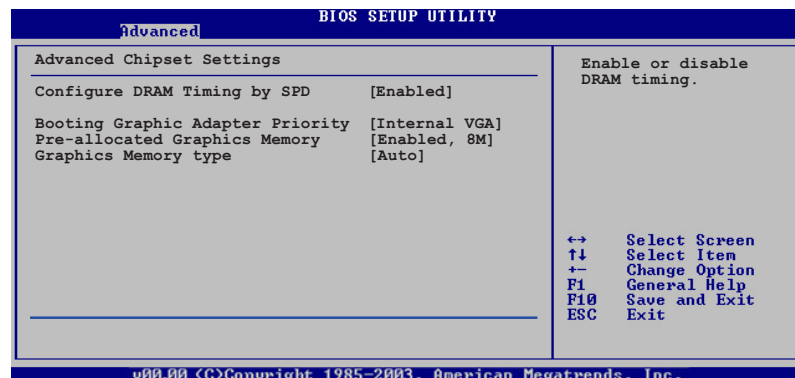 BIOS SETUP UTILITY
Advanced
Advanced Chipset Settings
Configure DRAM Timing by SPD [Enabled]
Booting Graphic Adapter Priority [Internal VGA]
Pre-allocated Graphics Memory [Enabled, 8M]
Graphics Memory type [Auto]
Enable or disable
DRAM timing.
←→ Select Screen
↑↓ Select Item
+- Change Option
F1 General Help
F10 Save and Exit
ESC Exit
v00.00 (C)Copyright 1985-2003, American Megatrends, Inc.